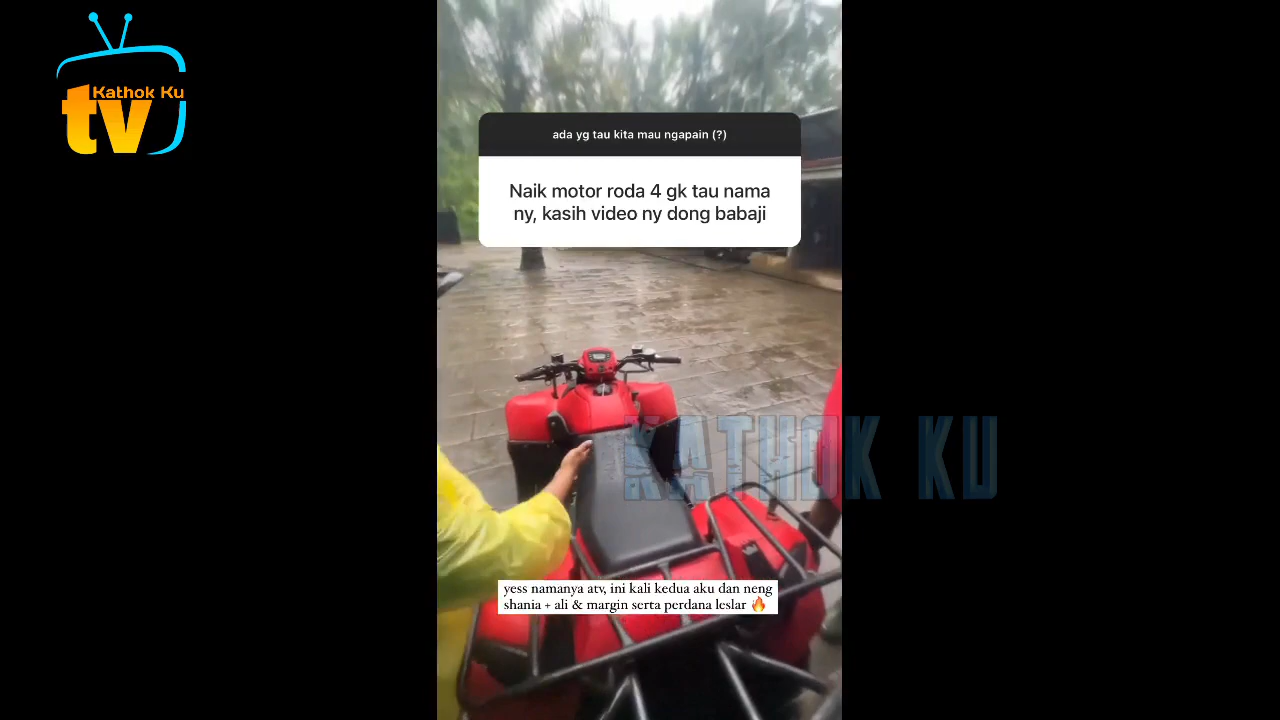 Kathok Ku
tv
ada yg tau kita mau ngapain (?)
Naik motor roda 4 gk tau nama
ny, kasih video ny dong babaji
KATHOK KU
yess namanya atv, ini kali kedua aku dan neng
shania + ali & margin serta perdana leslar 🔥